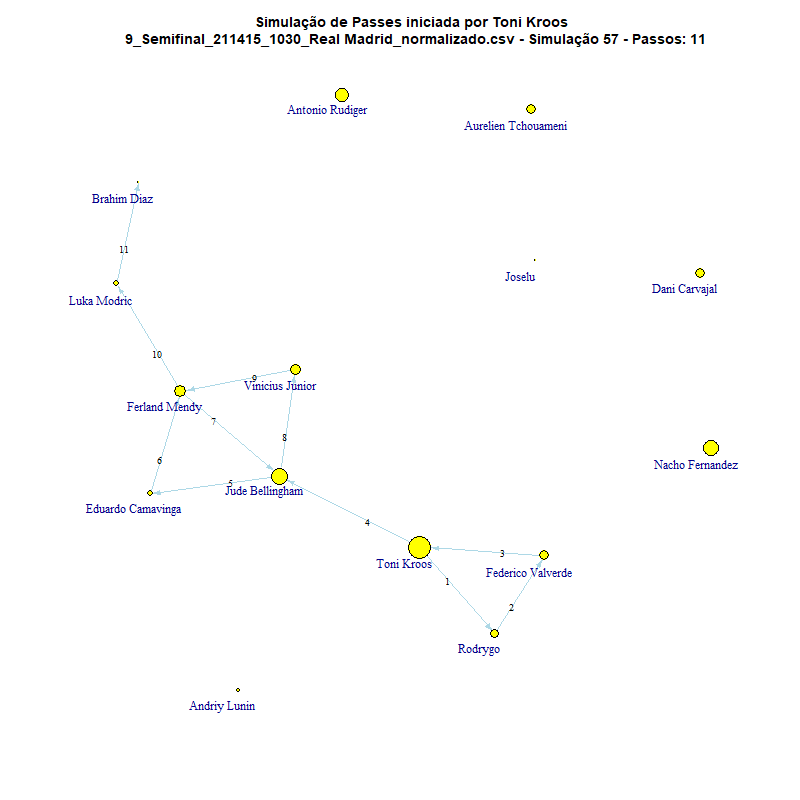 Simulação de Passes iniciada por Toni Kroos
9_Semifinal_211415_1030_Real Madrid_normalizado.csv - Simulação 57 - Passos: 11
Antonio Rudiger
Aurelien Tchouameni
Brahim Diaz
11
Joselu
Dani Carvajal
Luka Modric
10
9
Vinicius Junior
Ferland Mendy
7
8
6
Nacho Fernandez
5
Jude Bellingham
Eduardo Camavinga
4
3
Toni Kroos
Federico Valverde
1
2
Rodrygo
Andriy Lunin